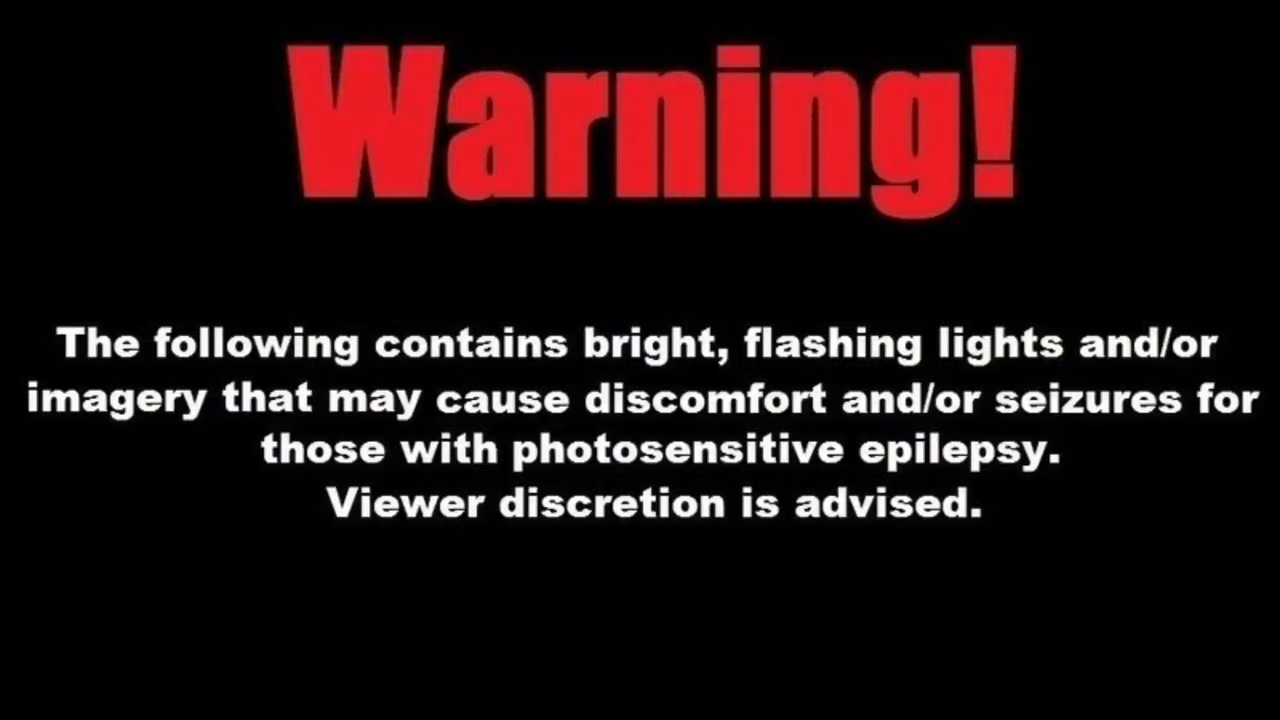 Warning!
The following contains bright, flashing lights and/or
imagery that may cause discomfort and/or seizures for
those with photosensitive epilepsy.
Viewer discretion is advised.